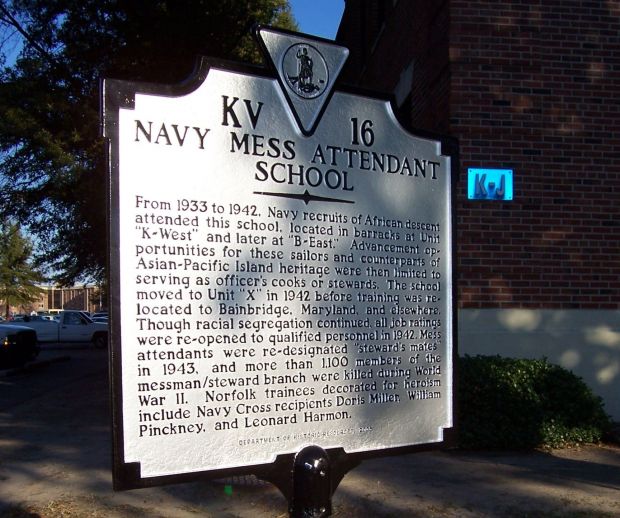 KV 16
NAVY MESS ATTENDANT
SCHOOL
From 1933 to 1942, Navy recruits of African descent
attended this school, located in barracks at Unit
"K-West" and later at "B-East." Advancement op-
portunities for these sailors and counterparts of
Asian-Pacific Island heritage were then limited to
serving as officer's cooks or stewards. The school
moved to Unit "X" in 1942 before training was re-
located to Bainbridge, Maryland, and elsewhere.
Though racial segregation continued, all job ratings
were re-opened to qualified personnel in 1942. Mess
attendants were re-designated "steward's mates"
in 1943, and more than 1,100 members of the
messman/steward branch were killed during World
War II. Norfolk trainees decorated for heroism
include Navy Cross recipients Doris Miller, William
Pinckney, and Leonard Harmon.
DEPARTMENT OF HISTORIC RESOURCES,
K-J